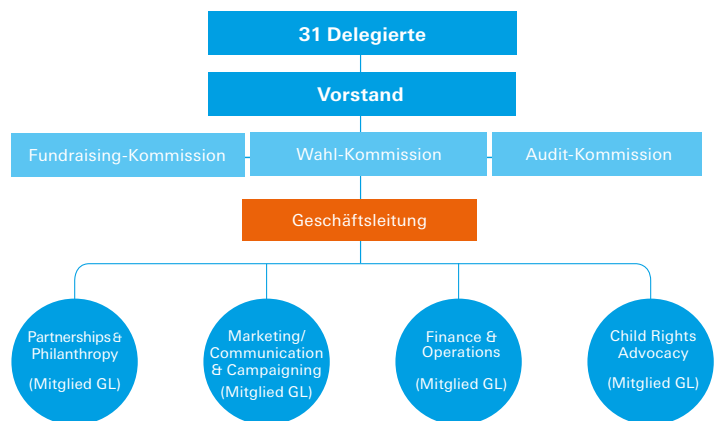 31 Delegierte
Vorstand
Fundraising-Kommission
Wahl-Kommission
Audit-Kommission
Geschäftsleitung
Partnerships &
Philanthropy
(Mitglied GL)
Marketing/
Communication
& Campaigning
(Mitglied GL)
Finance &
Operations
(Mitglied GL)
Child Rights
Advocacy
(Mitglied GL)